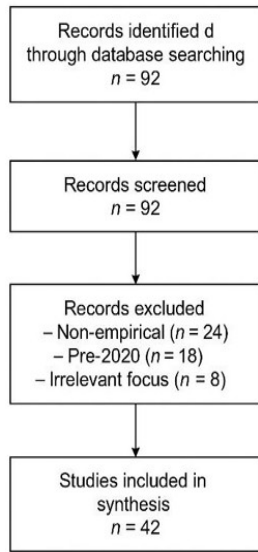 Records identified d
through database searching
n = 92
Records screened
n = 92
Records excluded
– Non-empirical (n = 24)
– Pre-2020 (n = 18)
– Irrelevant focus (n = 8)
Studies included in
synthesis
n = 42